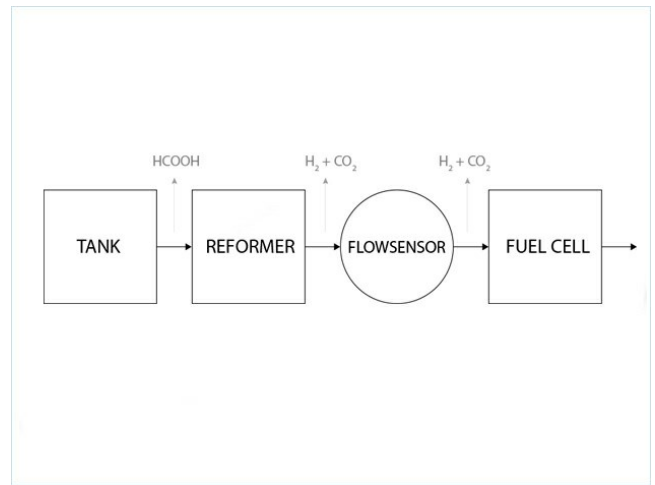 HCOOH
H₂ + CO₂
H₂ + CO₂
TANK
REFORMER
FLOWSENSOR
FUEL CELL